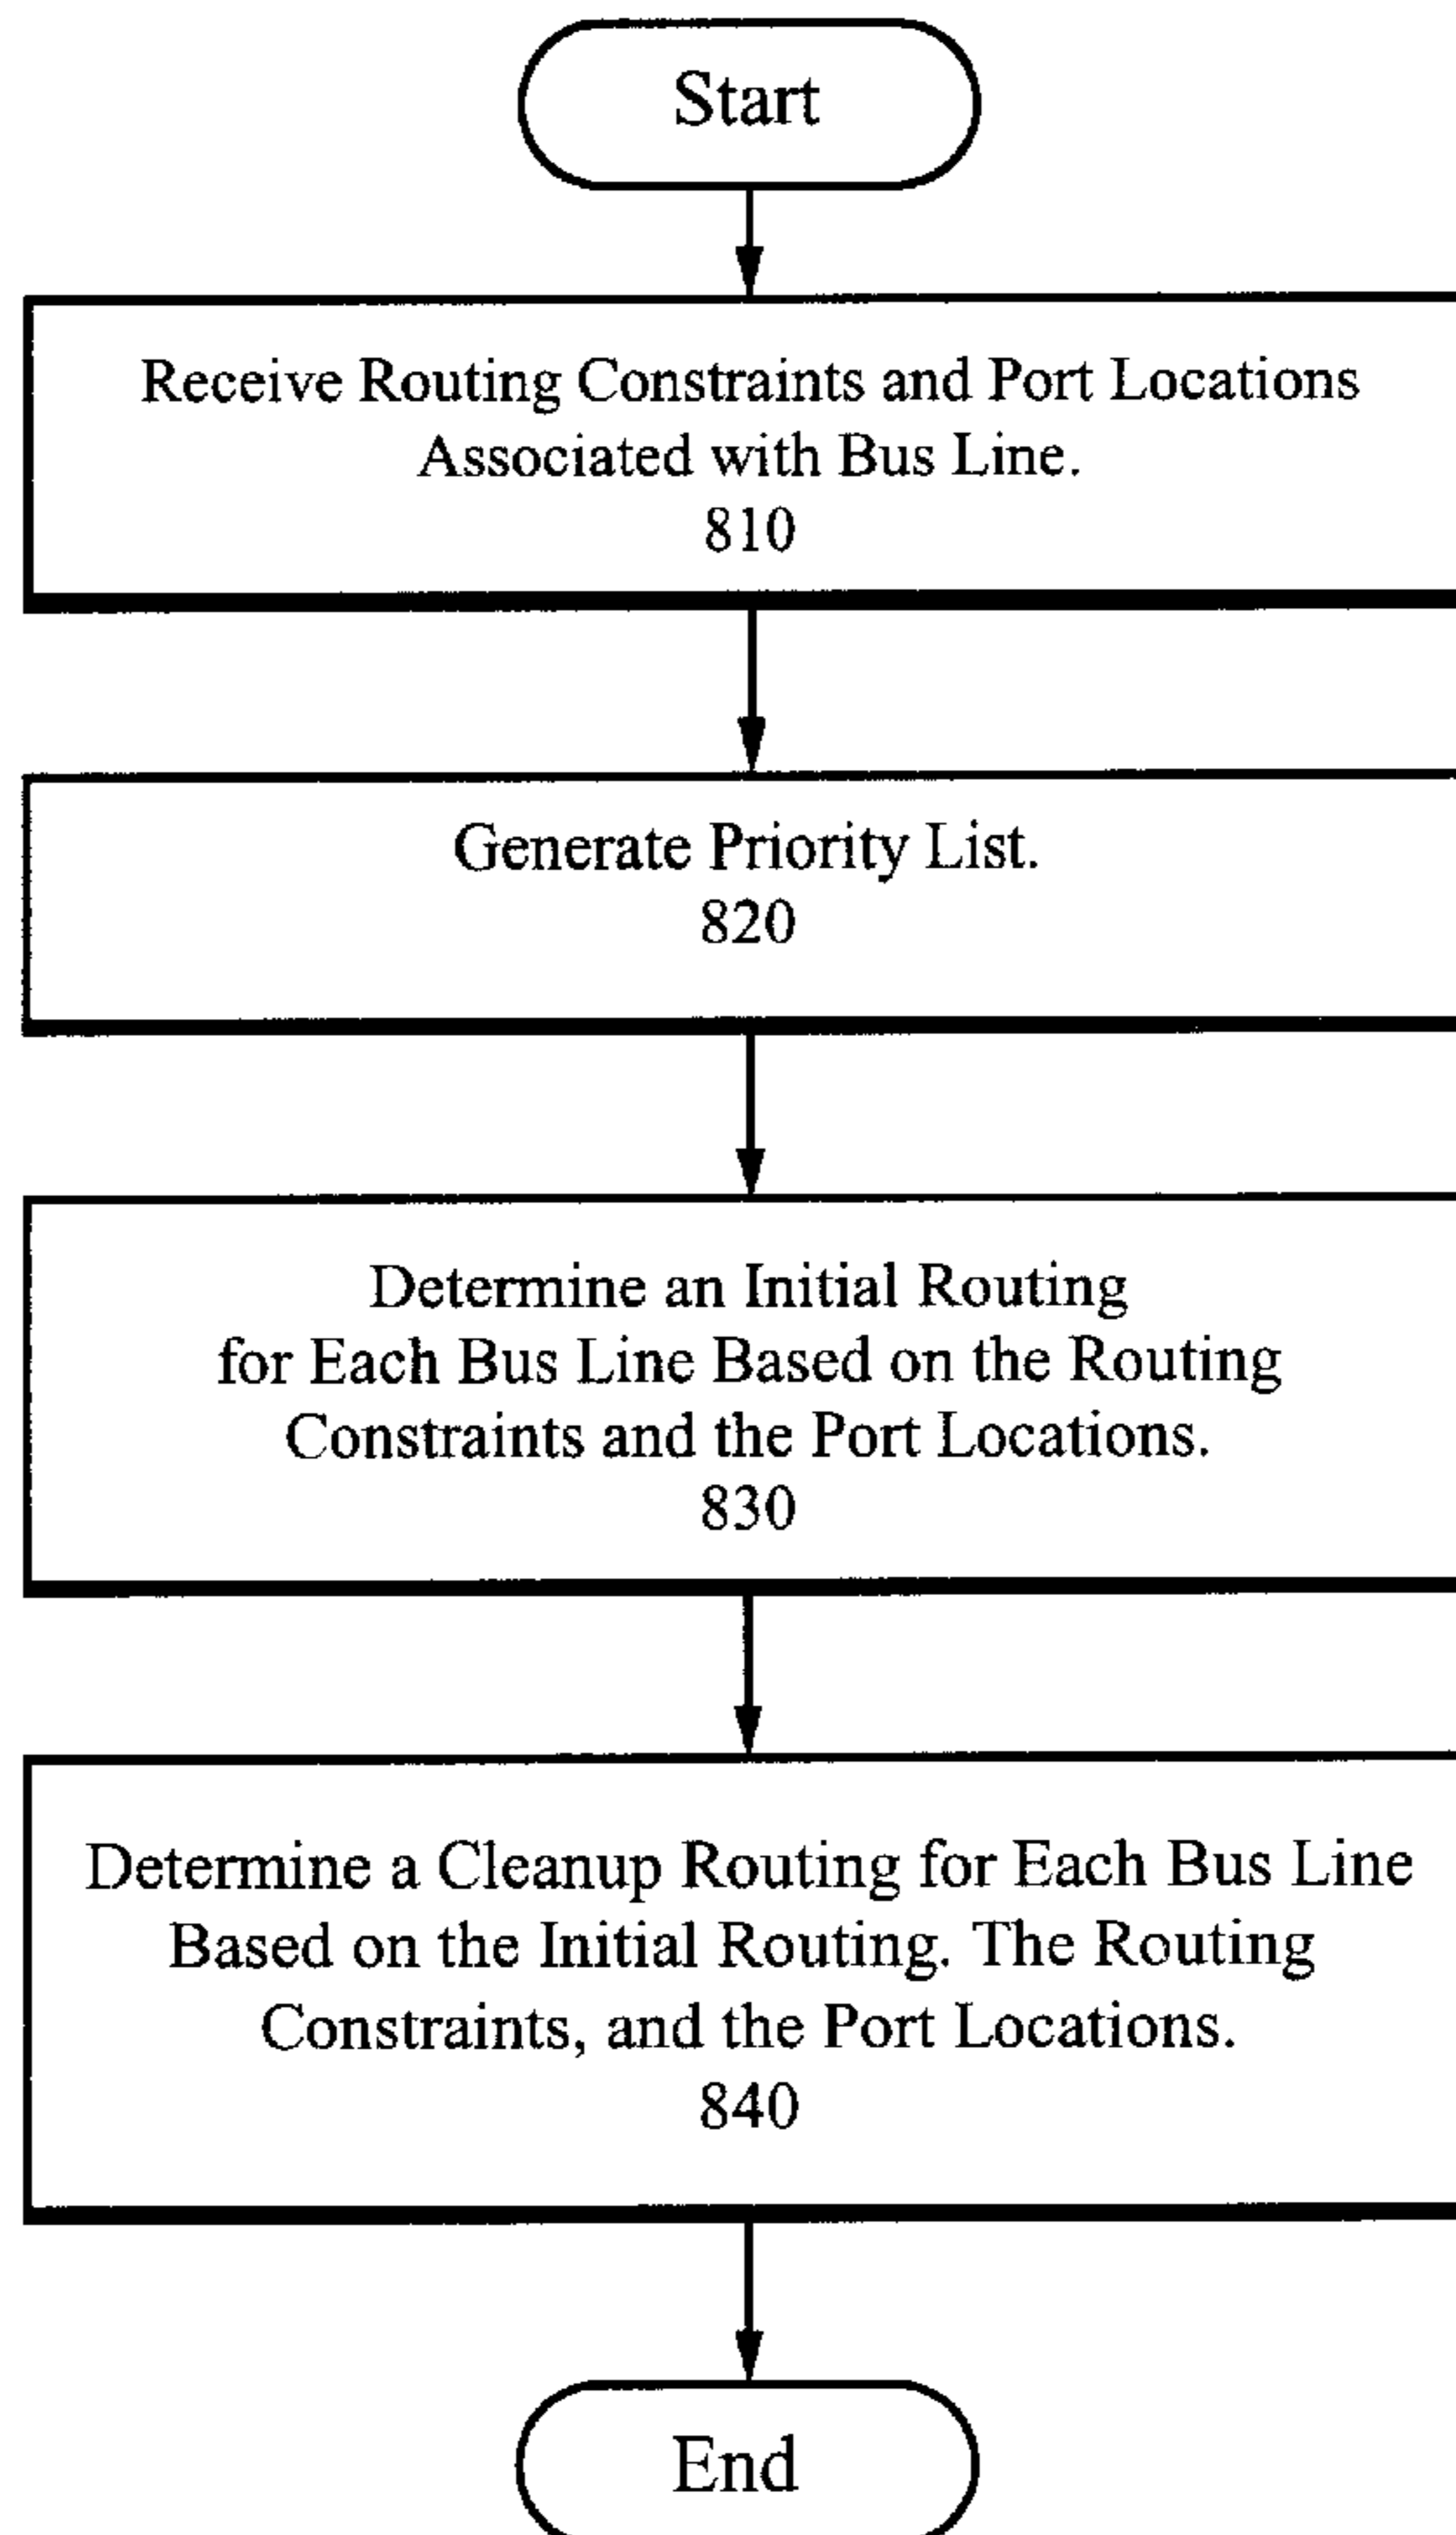 Start
Receive Routing Constraints and Port Locations
Associated with Bus Line.
810
Generate Priority List.
820
Determine an Initial Routing
for Each Bus Line Based on the Routing
Constraints and the Port Locations.
830
Determine a Cleanup Routing for Each Bus Line
Based on the Initial Routing. The Routing
Constraints, and the Port Locations.
840
End